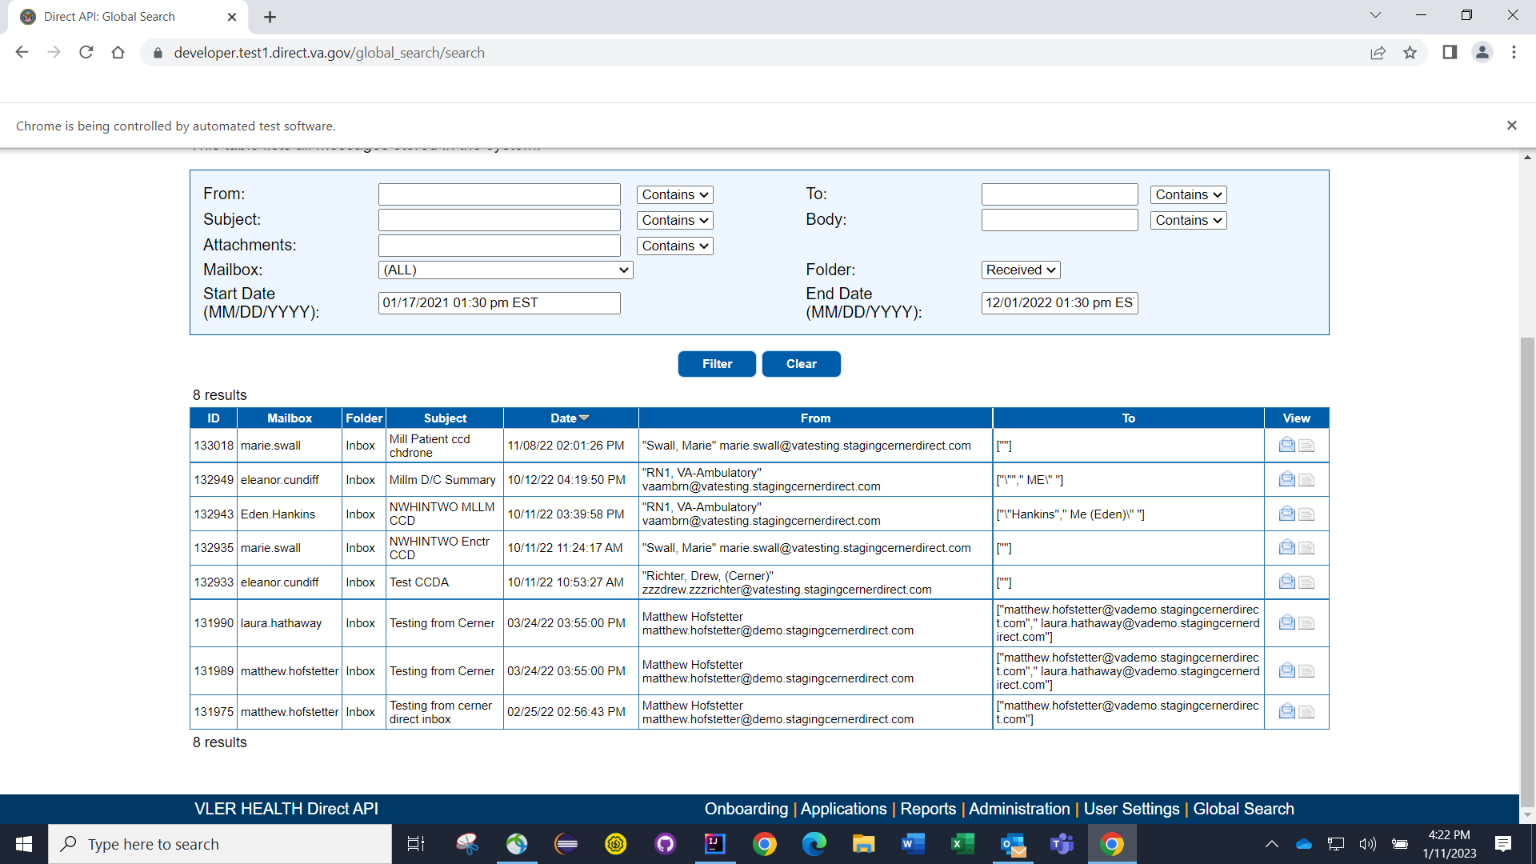 Direct API: Global Search
developer.test1.direct.va.gov/global_search/search
Chrome is being controlled by automated test software.
From:
Contains
To:
Contains
Subject:
Contains
Body:
Contains
Attachments:
Contains
Mailbox:
(ALL)
Folder:
Received
Start Date
(MM/DD/YYYY):
01/17/2021 01:30 pm EST
End Date
(MM/DD/YYYY):
12/01/2022 01:30 pm ES
Filter
Clear
8 results
ID Mailbox Folder Subject Date From To View
133018 marie.swall Inbox Mill Patient ccd
chdrone
11/08/22 02:01:26 PM "Swall, Marie" marie.swall@vatesting.stagingcernerdirect.com [""]
132949 eleanor.cundiff Inbox Millm D/C Summary 10/12/22 04:19:50 PM "RN1, VA-Ambulatory"
vaambrn@vatesting.stagingcernerdirect.com
["\""," ME\" "]
132943 Eden.Hankins Inbox NWHINTWO MLLM
CCD
10/11/22 03:39:58 PM "RN1, VA-Ambulatory"
vaambrn@vatesting.stagingcernerdirect.com
["\"Hankins"," Me (Eden)\" "]
132935 marie.swall Inbox NWHINTWO Enctr
CCD
10/11/22 11:24:17 AM "Swall, Marie" marie.swall@vatesting.stagingcernerdirect.com [""]
132933 eleanor.cundiff Inbox Test CCDA 10/11/22 10:53:27 AM "Richter, Drew, (Cerner)"
zzzdrew.zzzrichter@vatesting.stagingcernerdirect.com
[""]
131990 laura.hathaway Inbox Testing from Cerner 03/24/22 03:55:00 PM Matthew Hofstetter
matthew.hofstetter@demo.stagingcernerdirect.com
["matthew.hofstetter@vademo.stagingcernerdirec
t.com"," laura.hathaway@vademo.stagingcernerd
irect.com"]
131989 matthew.hofstetter Inbox Testing from Cerner 03/24/22 03:55:00 PM Matthew Hofstetter
matthew.hofstetter@demo.stagingcernerdirect.com
["matthew.hofstetter@vademo.stagingcernerdirec
t.com"," laura.hathaway@vademo.stagingcernerd
irect.com"]
131975 matthew.hofstetter Inbox Testing from cerner
direct inbox
02/25/22 02:56:43 PM Matthew Hofstetter
matthew.hofstetter@demo.stagingcernerdirect.com
["matthew.hofstetter@vademo.stagingcernerdirec
t.com"]
8 results
VLER HEALTH Direct API
Onboarding | Applications | Reports | Administration | User Settings | Global Search
Type here to search
4:22 PM
1/11/2023